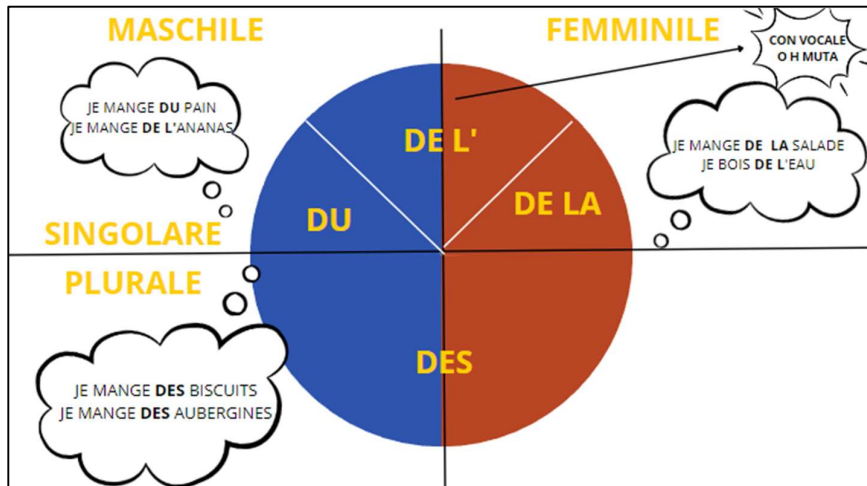 MASCHILE
FEMMINILE
CON VOCALE
O H MUTA
JE MANGE DU PAIN
JE MANGE DE L'ANANAS
DE L'
JE MANGE DE LA SALADE
JE BOIS DE L'EAU
DU
DE LA
SINGOLARE
PLURALE
DES
JE MANGE DES BISCUITS
JE MANGE DES AUBERGINES